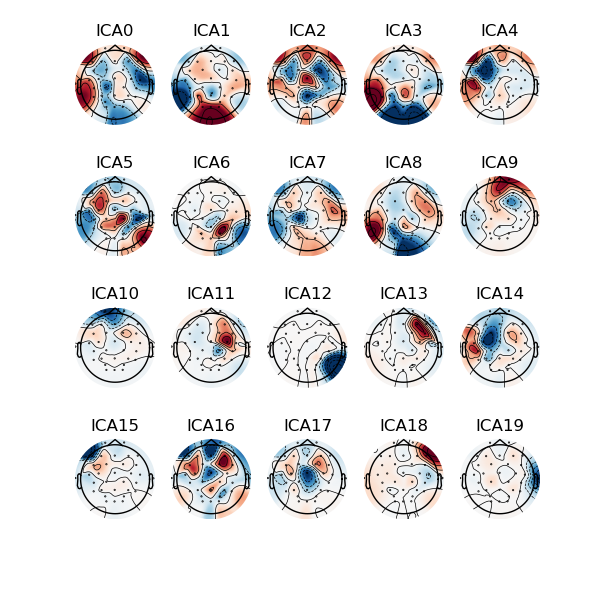 ICA0 ICA1 ICA2 ICA3 ICA4
ICA5 ICA6 ICA7 ICA8 ICA9
ICA10 ICA11 ICA12 ICA13 ICA14
ICA15 ICA16 ICA17 ICA18 ICA19